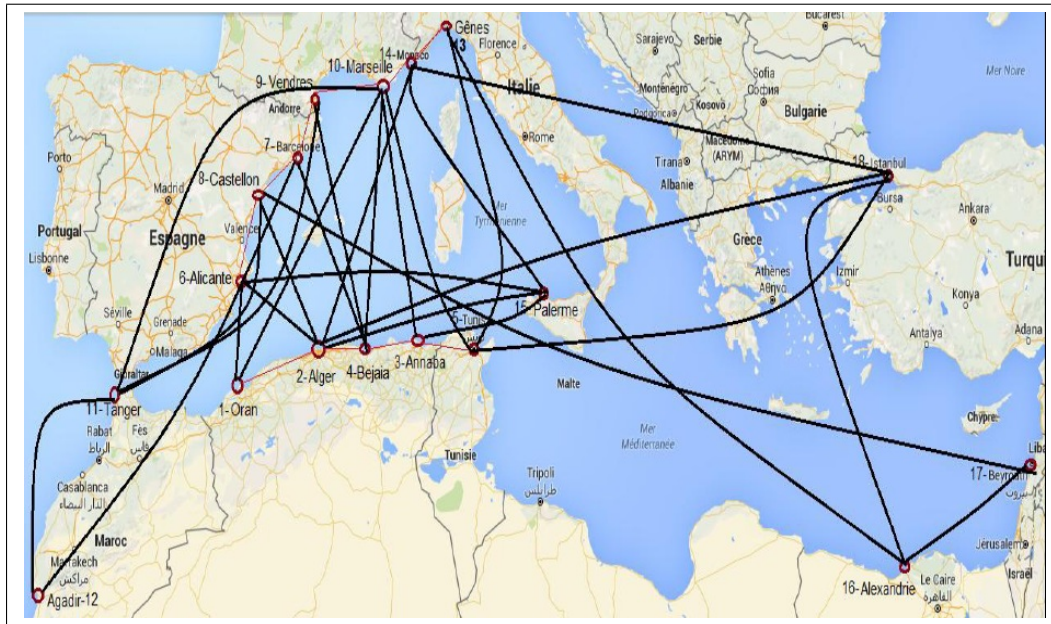 Gênes
13
Florence
Bucarest
Sarajevo
Serbie
14-Monaco
10-Marseille
Italie
Mer Noire
9-Vendres
Andorre
Monténégro
Kosovo
Sofia
София
Bulgarie
Podgorica
Rome
Macédoine
(ARYM)
7-Barcelone
Tirana
18-Istanbul
Porto
Albanie
8-Castellon
Madrid
Bursa
Ankara
Mer
Tyrrhénienne
Portugal
Valence
Espagne
Grèce
Lisbonne
Turqui
6-Alicante
Athènes
Αθήνα
Izmir
Konya
15-Palerme
Séville
Grenade
5-Tunis
Antalya
Adana
Malaga
3-Annaba
Gibraltar
2-Alger
4-Bejaia
Malte
1-Oran
11-Tanger
Chypre
Rabat
الرباط
Fès
فاس
Mer
Méditerranée
Liba
Tunisie
17-Beyrouth
بيروت
Tripoli
طرابلس
Casablanca
الدار البيضاء
Maroc
Jérusalem
Marrakech
مراكش
Israël
Agadir-12
16-Alexandrie
Le Caire
القاهرة